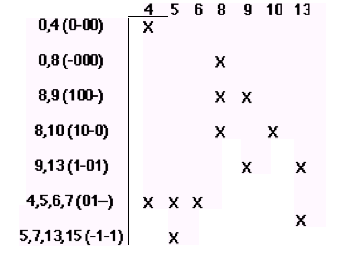 4 5 6 8 9 10 13
0,4 (0-00) X
0,8 (-000) X
8,9 (100-) X X
8,10 (10-0) X X
9,13 (1-01) X X
4,5,6,7 (01--) X X X
5,7,13,15 (-1-1) X X